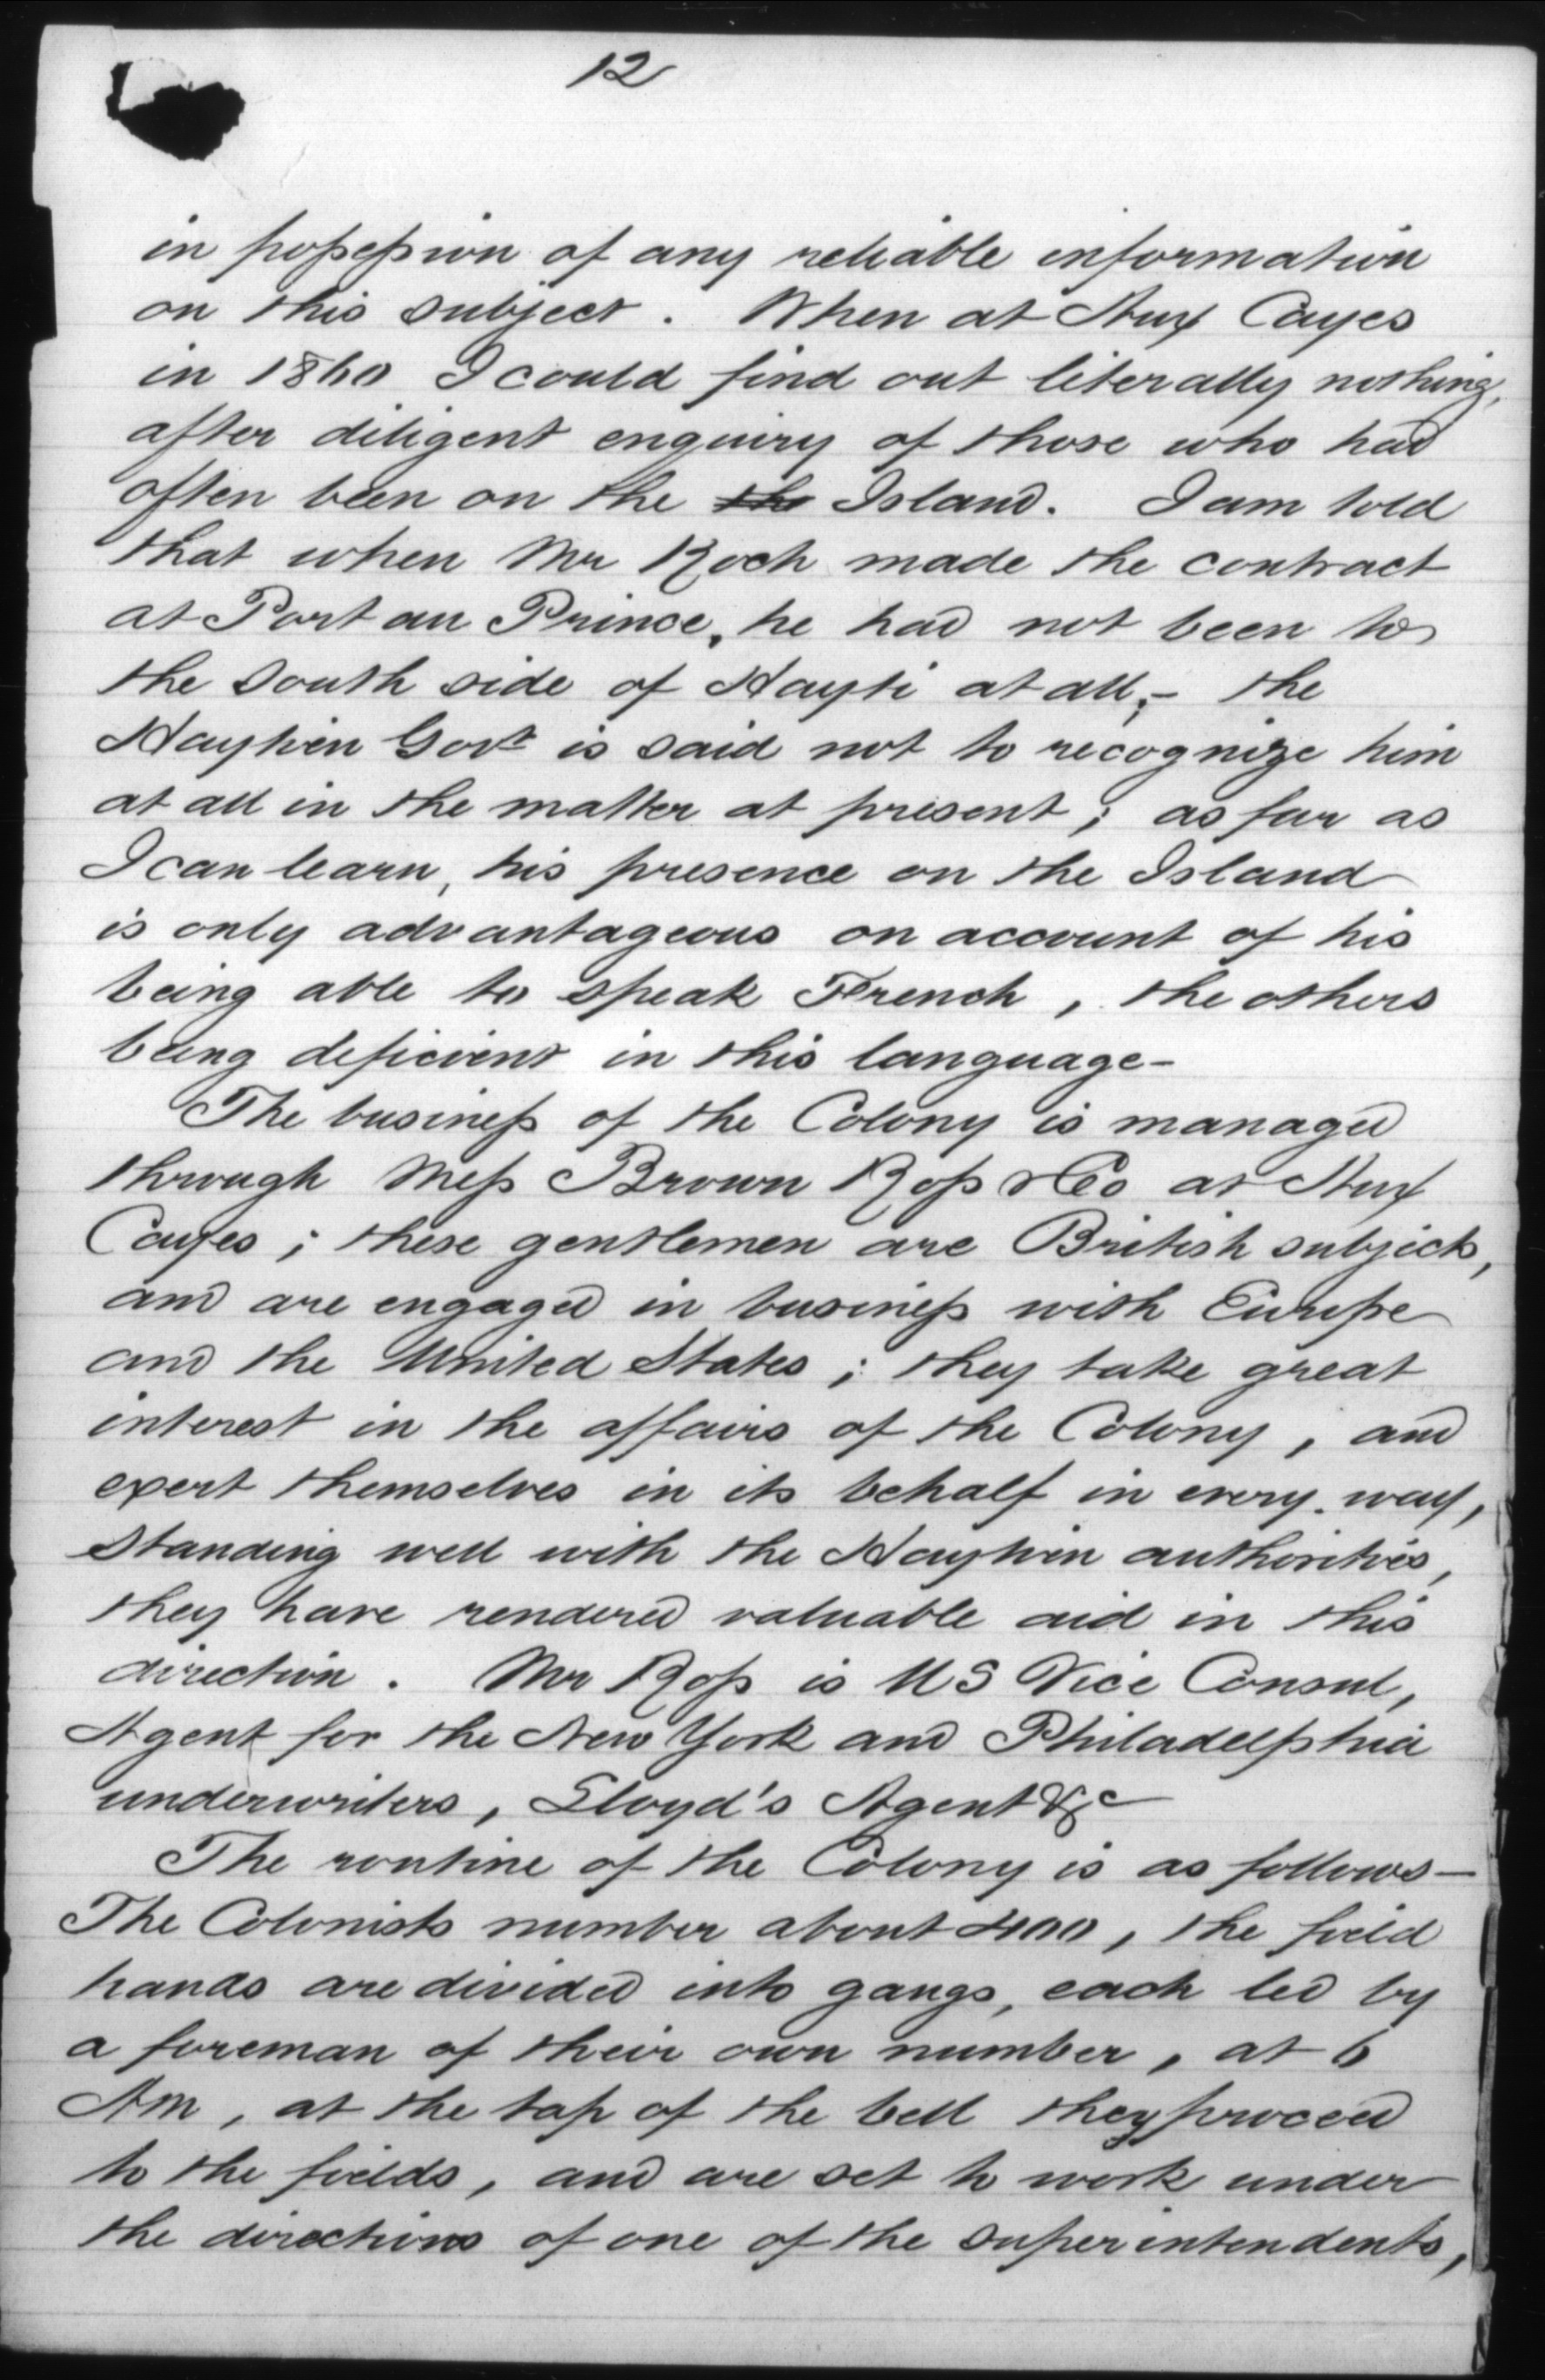 12
in possession of any reliable information
on this subject. When at Aux Cayes
in 1860 I could find out literally nothing,
after diligent enquiry of those who had
often been on the the Island. I am told
that when Mr Koch made the contract
at Port au Prince, he had not been to
the south side of Hayti at all;- the
Haytien Govt is said not to recognize him
at all in the matter at present; as far as
I can learn, his presence on the Island
is only advantageous on account of his
being able to speak French, the others
being deficient in this language-
The business of the Colony is managed
through Mess Brown Ross & Co at Aux
Cayes; these gentlemen are British subjects,
and are engaged in business with Europe
and the United States; they take great
interest in the affairs of the Colony, and
exert themselves in its behalf in every way,
standing well with the Haytien authorities,
they have rendered valuable aid in this
direction. Mr Ross is US Vice Consul,
Agent for the New York and Philadelphia
underwriters, Lloyd's Agent &c
The routine of the Colony is as follows—
The Colonists number about 400, the field
hands are divided into gangs, each led by
a foreman of their own number, at 6
AM, at the tap of the bell they proceed
to the fields, and are set to work under
the directions of one of the superintendents,